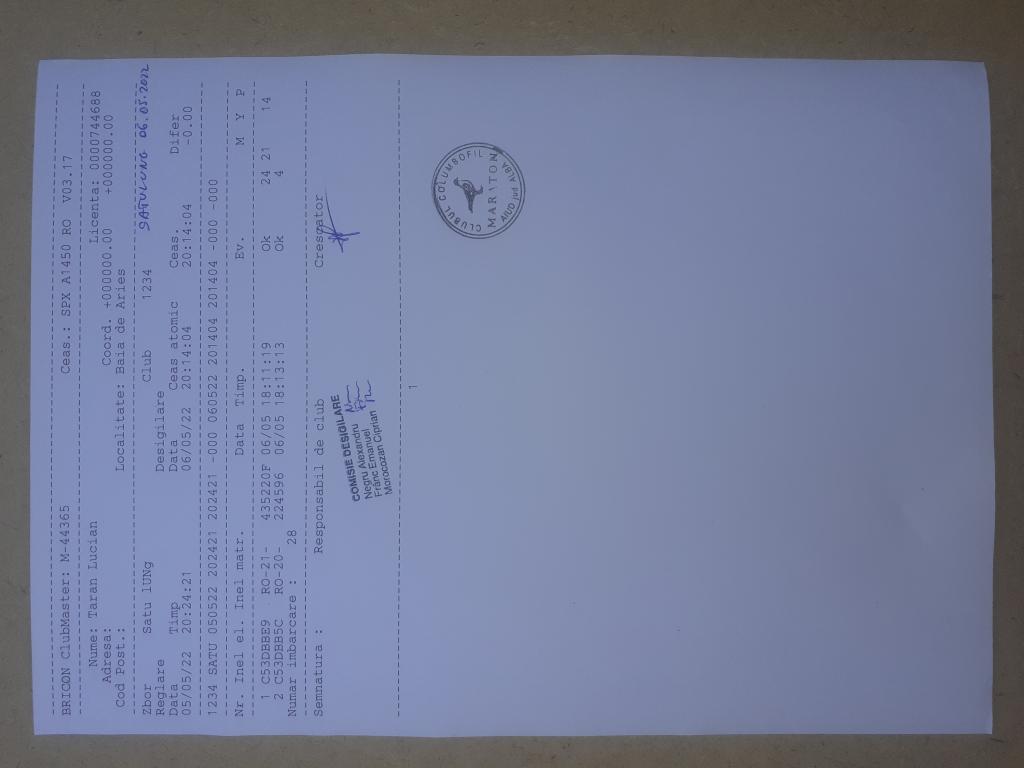 BRICON ClubMaster: M-44365 Ceas.: SPX A1450 RO V03.17
Nume: Taran Lucian Licenta: 0000744688
Adresa: Coord. +000000.00 +000000.00
Cod Post.: Localitate: Baia de Aries
Zbor Satu lUNg Club 1234 SATULUNG 06.05.2022
Reglare Desigilare
Data Timp Data Ceas atomic Ceas. Difer
05/05/22 20:24:21 06/05/22 20:14:04 20:14:04 -0.00
1234 SATU 050522 202421 202421 -000 060522 201404 201404 -000 -000
Nr. Inel el. Inel matr. Data Timp. Ev. M Y P
1 C53DBBE9 RO-21- 435220F 06/05 18:11:19 Ok 24 21 14
2 C53DBB5C RO-20- 224596 06/05 18:13:13 Ok 4
Numar imbarcare : 28
Semnatura : Responsabil de club Crescator
COMISIE DESIGILARE
Negru Alexandru
Frânc Emanuel
Morocozan Ciprian
1
CLUBUL COLUMBOFIL
MARATON
AIUD jud ALBA